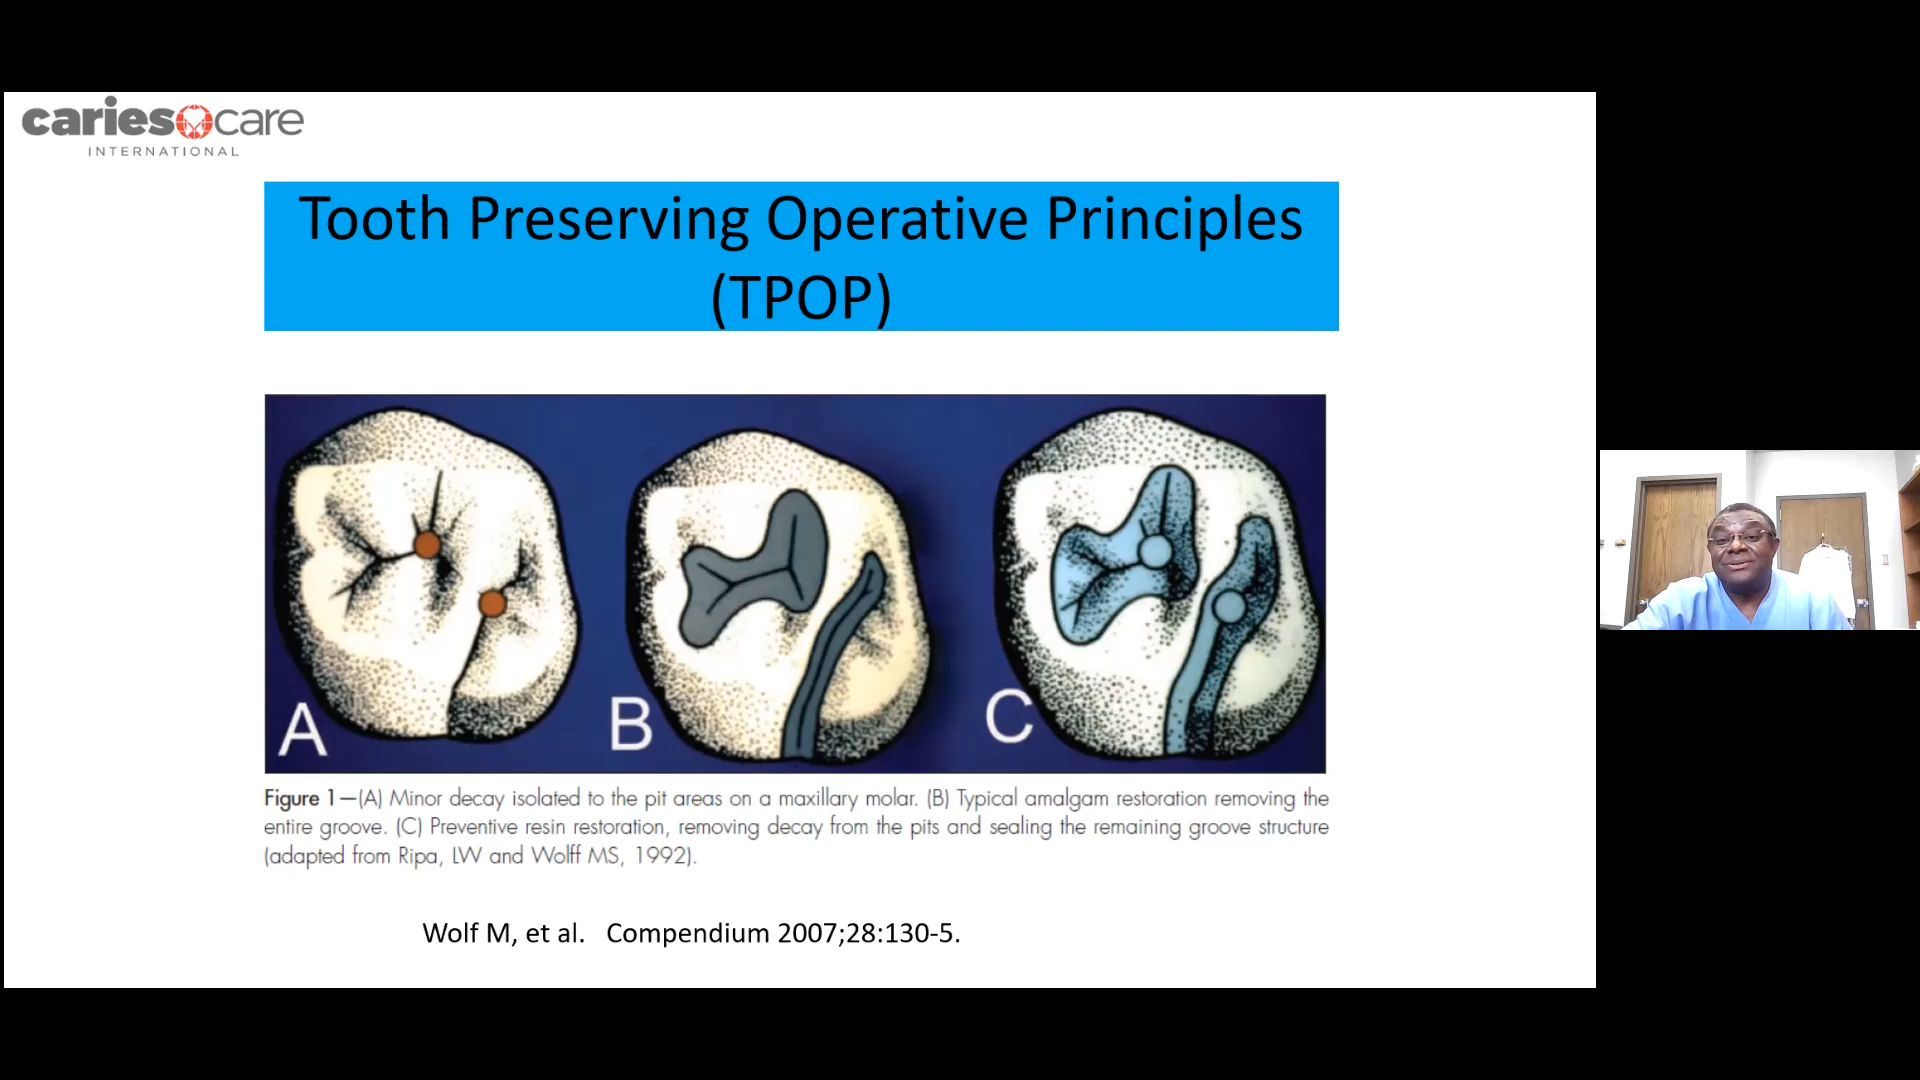 cariescare
INTERNATIONAL
Tooth Preserving Operative Principles
(TPOP)
A
B
C
Figure 1—(A) Minor decay isolated to the pit areas on a maxillary molar. (B) Typical amalgam restoration removing the
entire groove. (C) Preventive resin restoration, removing decay from the pits and sealing the remaining groove structure
(adapted from Ripa, LW and Wolff MS, 1992).
Wolf M, et al. Compendium 2007;28:130-5.